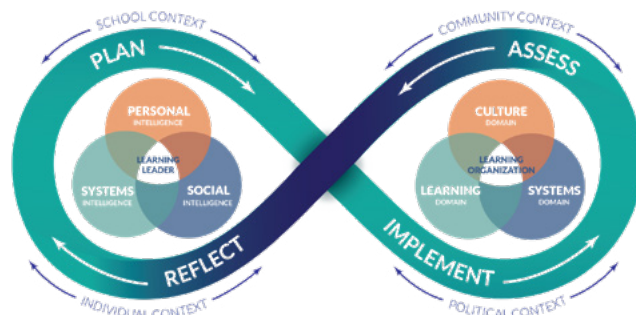 SCHOOL CONTEXT
PLAN
PERSONAL
INTELLIGENCE
LEARNING
LEADER
SYSTEMS
INTELLIGENCE
SOCIAL
INTELLIGENCE
REFLECT
INDIVIDUAL CONTEXT
COMMUNITY CONTEXT
ASSESS
CULTURE
DOMAIN
LEARNING
ORGANIZATION
LEARNING
DOMAIN
SYSTEMS
DOMAIN
IMPLEMENT
POLITICAL CONTEXT